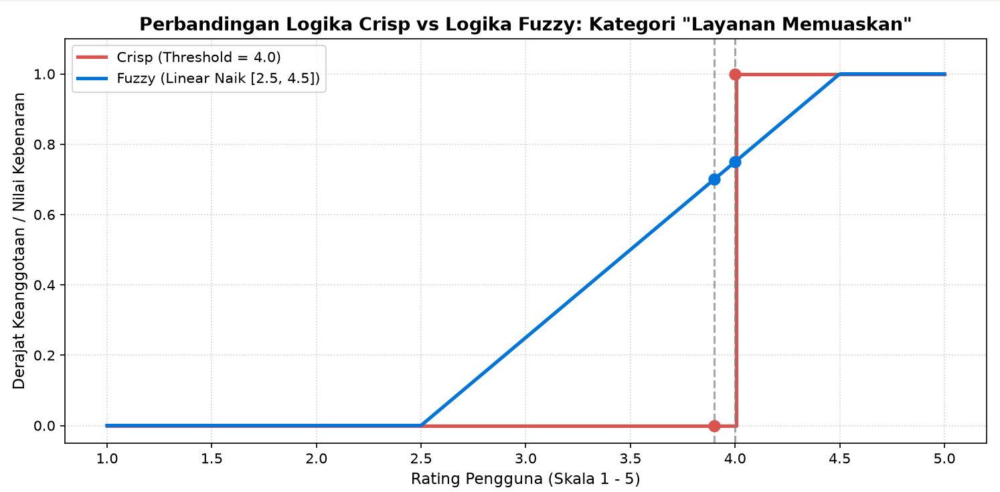 Perbandingan Logika Crisp vs Logika Fuzzy: Kategori "Layanan Memuaskan"
Crisp (Threshold = 4.0)
Fuzzy (Linear Naik [2.5, 4.5])
Derajat Keanggotaan / Nilai Kebenaran
1.0
0.8
0.6
0.4
0.2
0.0
1.0 1.5 2.0 2.5 3.0 3.5 4.0 4.5 5.0
Rating Pengguna (Skala 1 - 5)